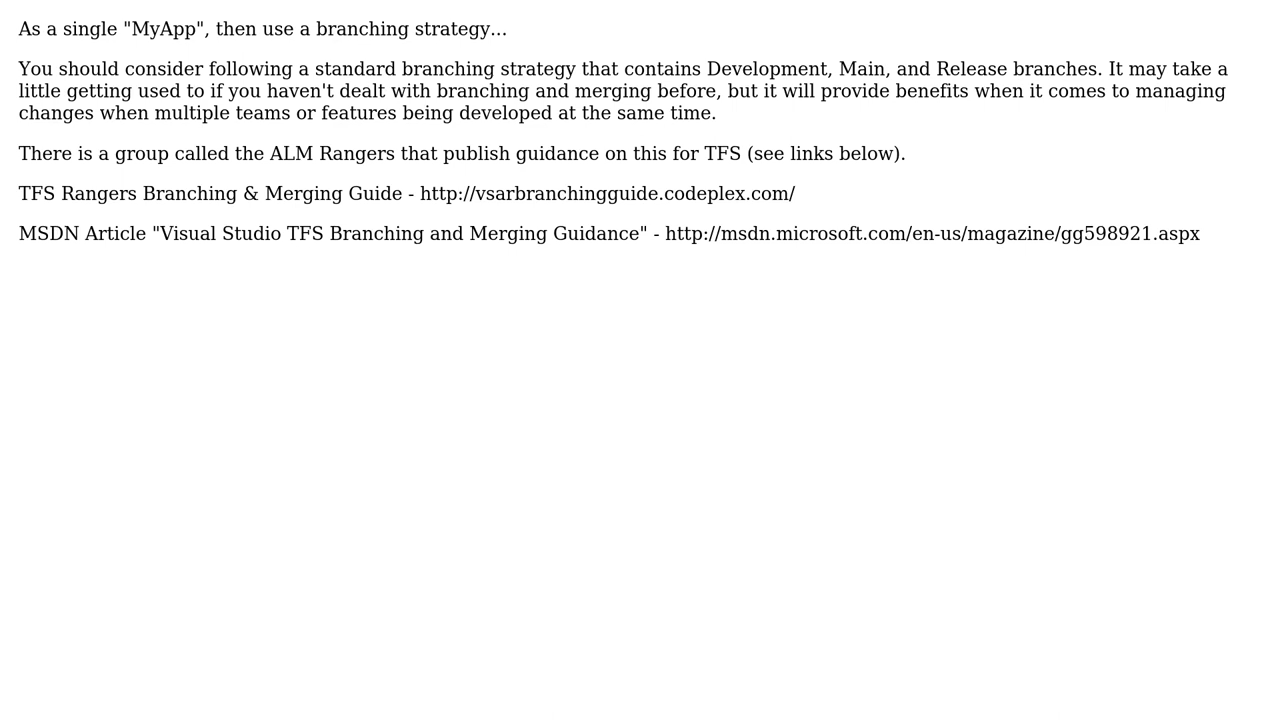 As a single "MyApp", then use a branching strategy...
You should consider following a standard branching strategy that contains Development, Main, and Release branches. It may take a
little getting used to if you haven't dealt with branching and merging before, but it will provide benefits when it comes to managing
changes when multiple teams or features being developed at the same time.
There is a group called the ALM Rangers that publish guidance on this for TFS (see links below).
TFS Rangers Branching & Merging Guide - http://vsarbranchingguide.codeplex.com/
MSDN Article "Visual Studio TFS Branching and Merging Guidance" - http://msdn.microsoft.com/en-us/magazine/gg598921.aspx